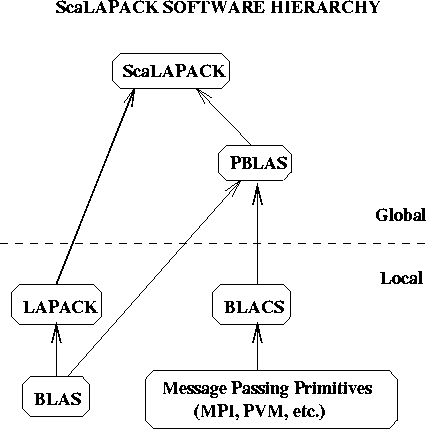 ScaLAPACK SOFTWARE HIERARCHY
ScaLAPACK
PBLAS
Global
Local
LAPACK
BLACS
BLAS
Message Passing Primitives
(MPI, PVM, etc.)